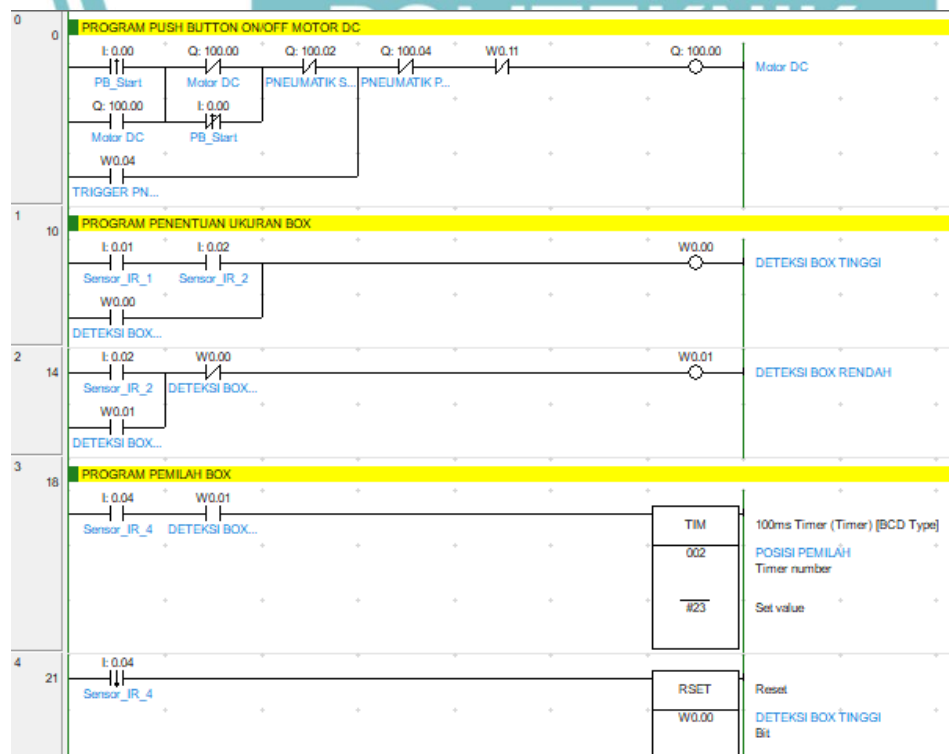 POLITEKNIK
0
0
PROGRAM PUSH BUTTON ON/OFF MOTOR DC
I: 0.00 Q: 100.00 Q: 100.02 Q: 100.04 W0.11 Q: 100.00
PB_Start Motor DC PNEUMATIK S... PNEUMATIK P... Motor DC
Q: 100.00 I: 0.00
Motor DC PB_Start
W0.04
TRIGGER PN...
1
10
PROGRAM PENENTUAN UKURAN BOX
I: 0.01 I: 0.02 W0.00
Sensor_IR_1 Sensor_IR_2 DETEKSI BOX TINGGI
W0.00
DETEKSI BOX...
2
14
I: 0.02 W0.00 W0.01
Sensor_IR_2 DETEKSI BOX... DETEKSI BOX RENDAH
W0.01
DETEKSI BOX...
3
18
PROGRAM PEMILAH BOX
I: 0.04 W0.01
Sensor_IR_4 DETEKSI BOX...
TIM 100ms Timer (Timer) [BCD Type]
002 POSISI PEMILAH
Timer number
#23 Set value
4
21
I: 0.04
Sensor_IR_4
RSET Reset
W0.00 DETEKSI BOX TINGGI
Bit